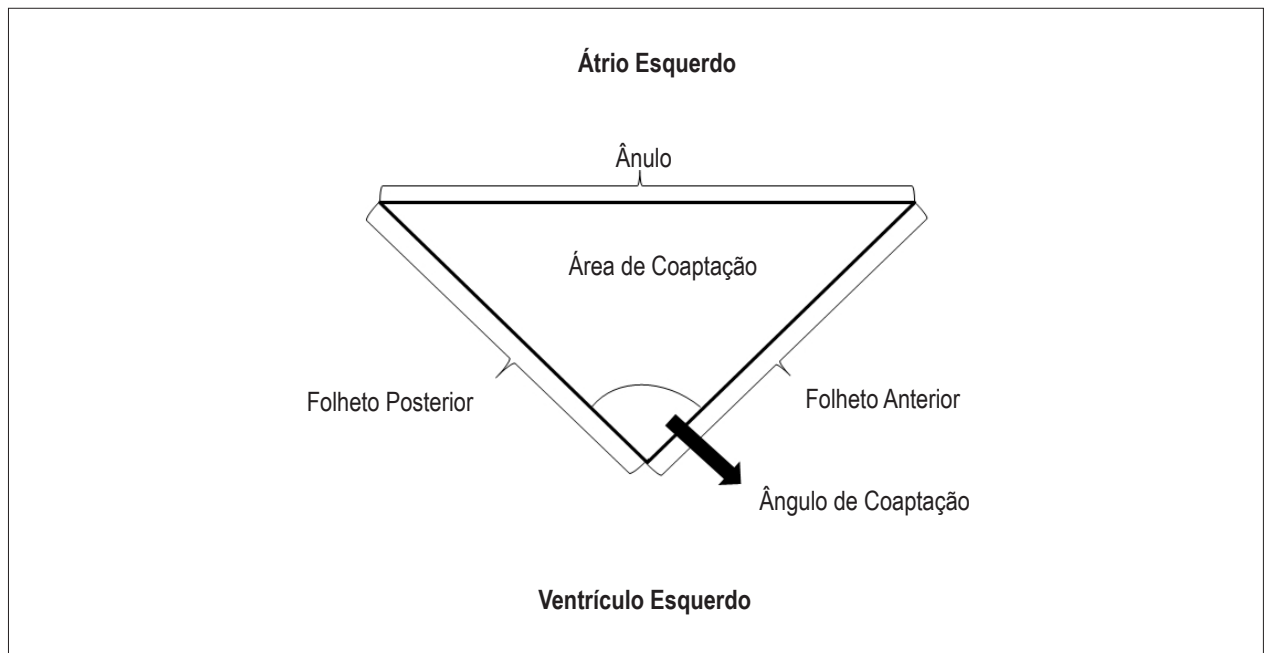 Átrio Esquerdo
Ânulo
Área de Coaptação
Folheto Posterior
Folheto Anterior
Ângulo de Coaptação
Ventrículo Esquerdo